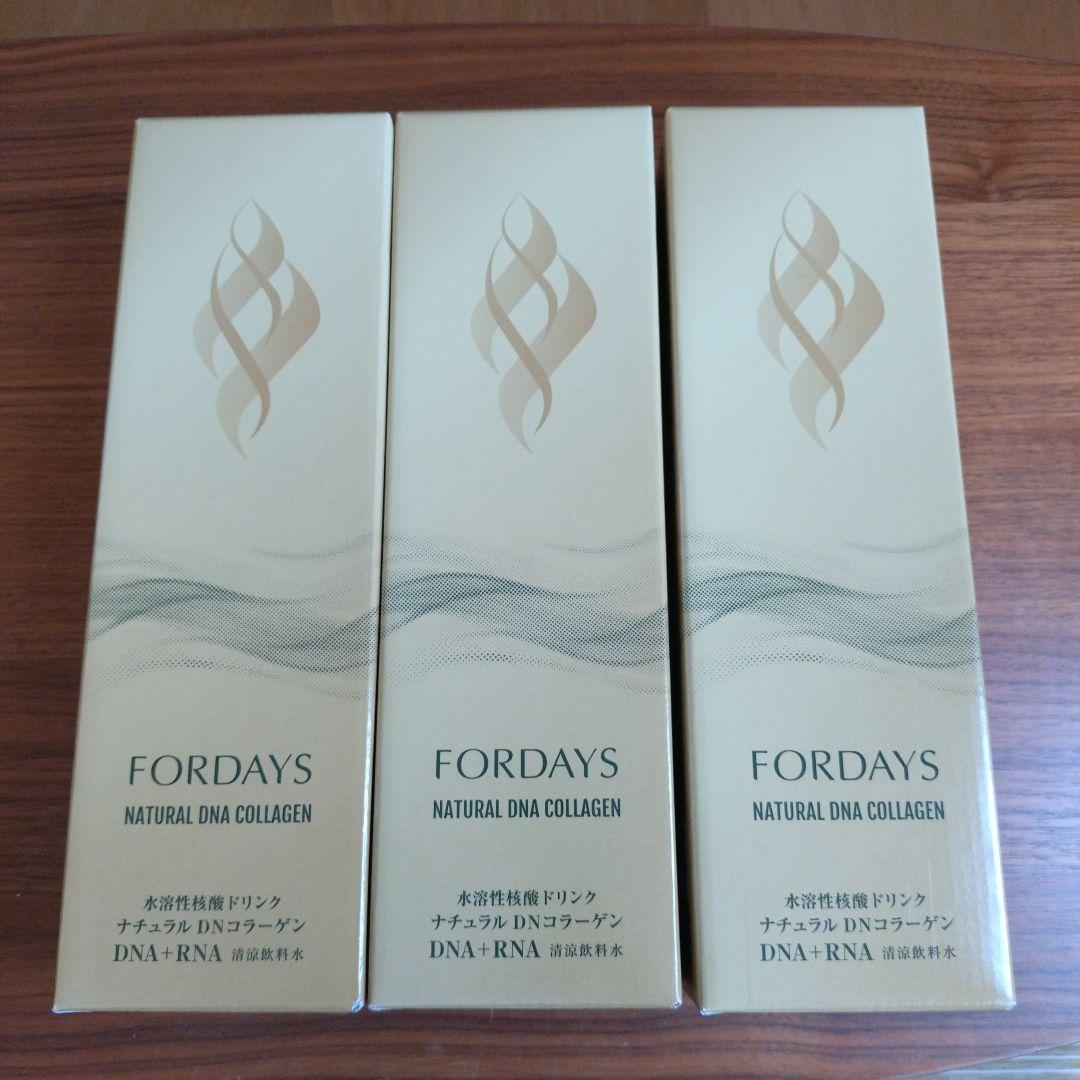 FORDAYS
NATURAL DNA COLLAGEN
水溶性核酸ドリンク
ナチュラル DNコラーゲン
DNA+RNA 清涼飲料水
FORDAYS
NATURAL DNA COLLAGEN
水溶性核酸ドリンク
ナチュラル DNコラーゲン
DNA+RNA 清涼飲料水
FORDAYS
NATURAL DNA COLLAGEN
水溶性核酸ドリンク
ナチュラル DNコラーゲン
DNA+RNA 清涼飲料水